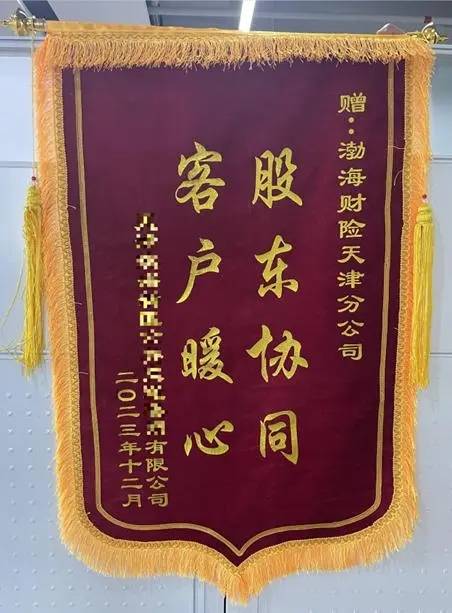 赠：渤海财险天津分公司
股东协同
客户暖心
有限公司
二〇二三年十二月